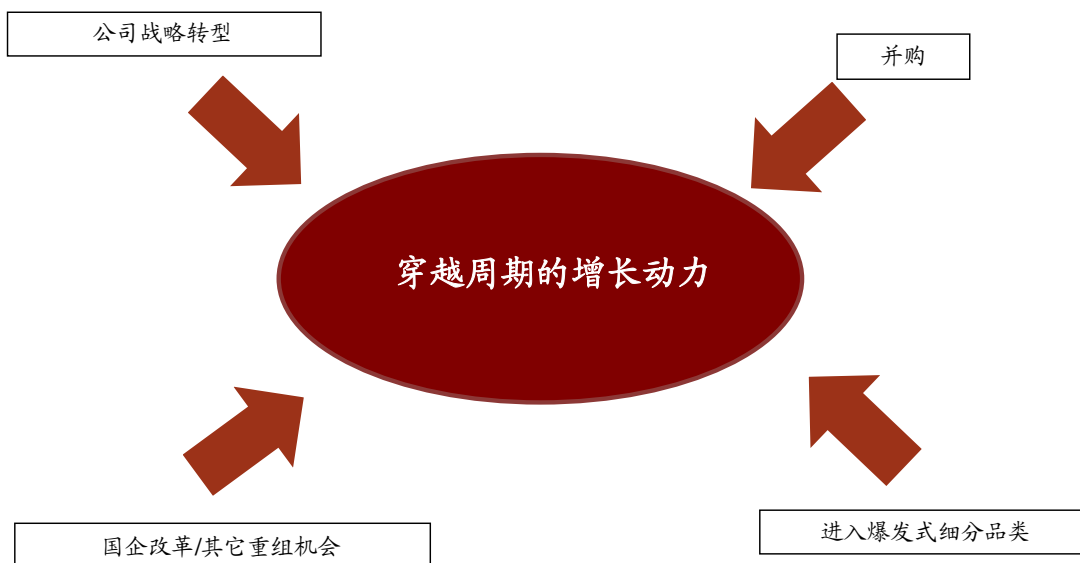 公司战略转型
并购
穿越周期的增长动力
国企改革/其它重组机会
进入爆发式细分品类